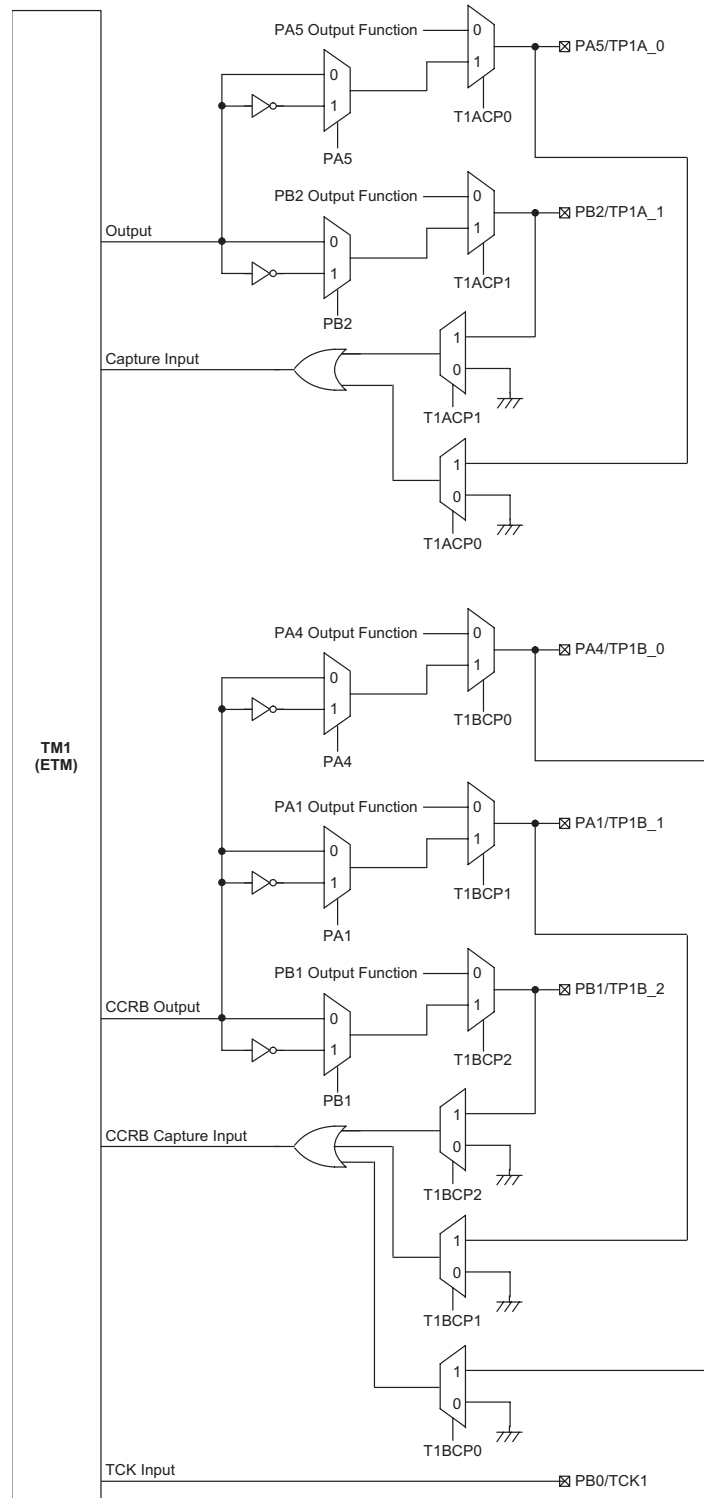 PA5 Output Function
0
1
T1ACP0
PA5/TP1A_0
0
1
PA5
PB2 Output Function
0
1
T1ACP1
PB2/TP1A_1
Output
0
1
PB2
Capture Input
1
0
T1ACP1
1
0
T1ACP0
PA4 Output Function
0
1
T1BCP0
PA4/TP1B_0
0
1
PA4
TM1
(ETM)
PA1 Output Function
0
1
T1BCP1
PA1/TP1B_1
0
1
PA1
PB1 Output Function
0
1
T1BCP2
PB1/TP1B_2
CCRB Output
0
1
PB1
CCRB Capture Input
1
0
T1BCP2
1
0
T1BCP1
1
0
T1BCP0
TCK Input
PB0/TCK1